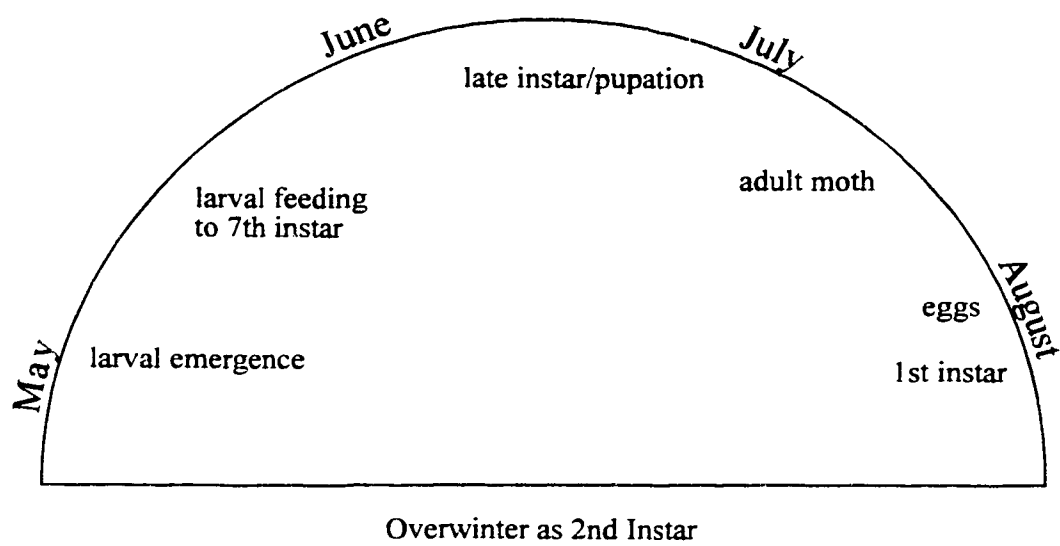 June
July
late instar/pupation
adult moth
larval feeding
to 7th instar
August
eggs
May
larval emergence
1st instar
Overwinter as 2nd Instar